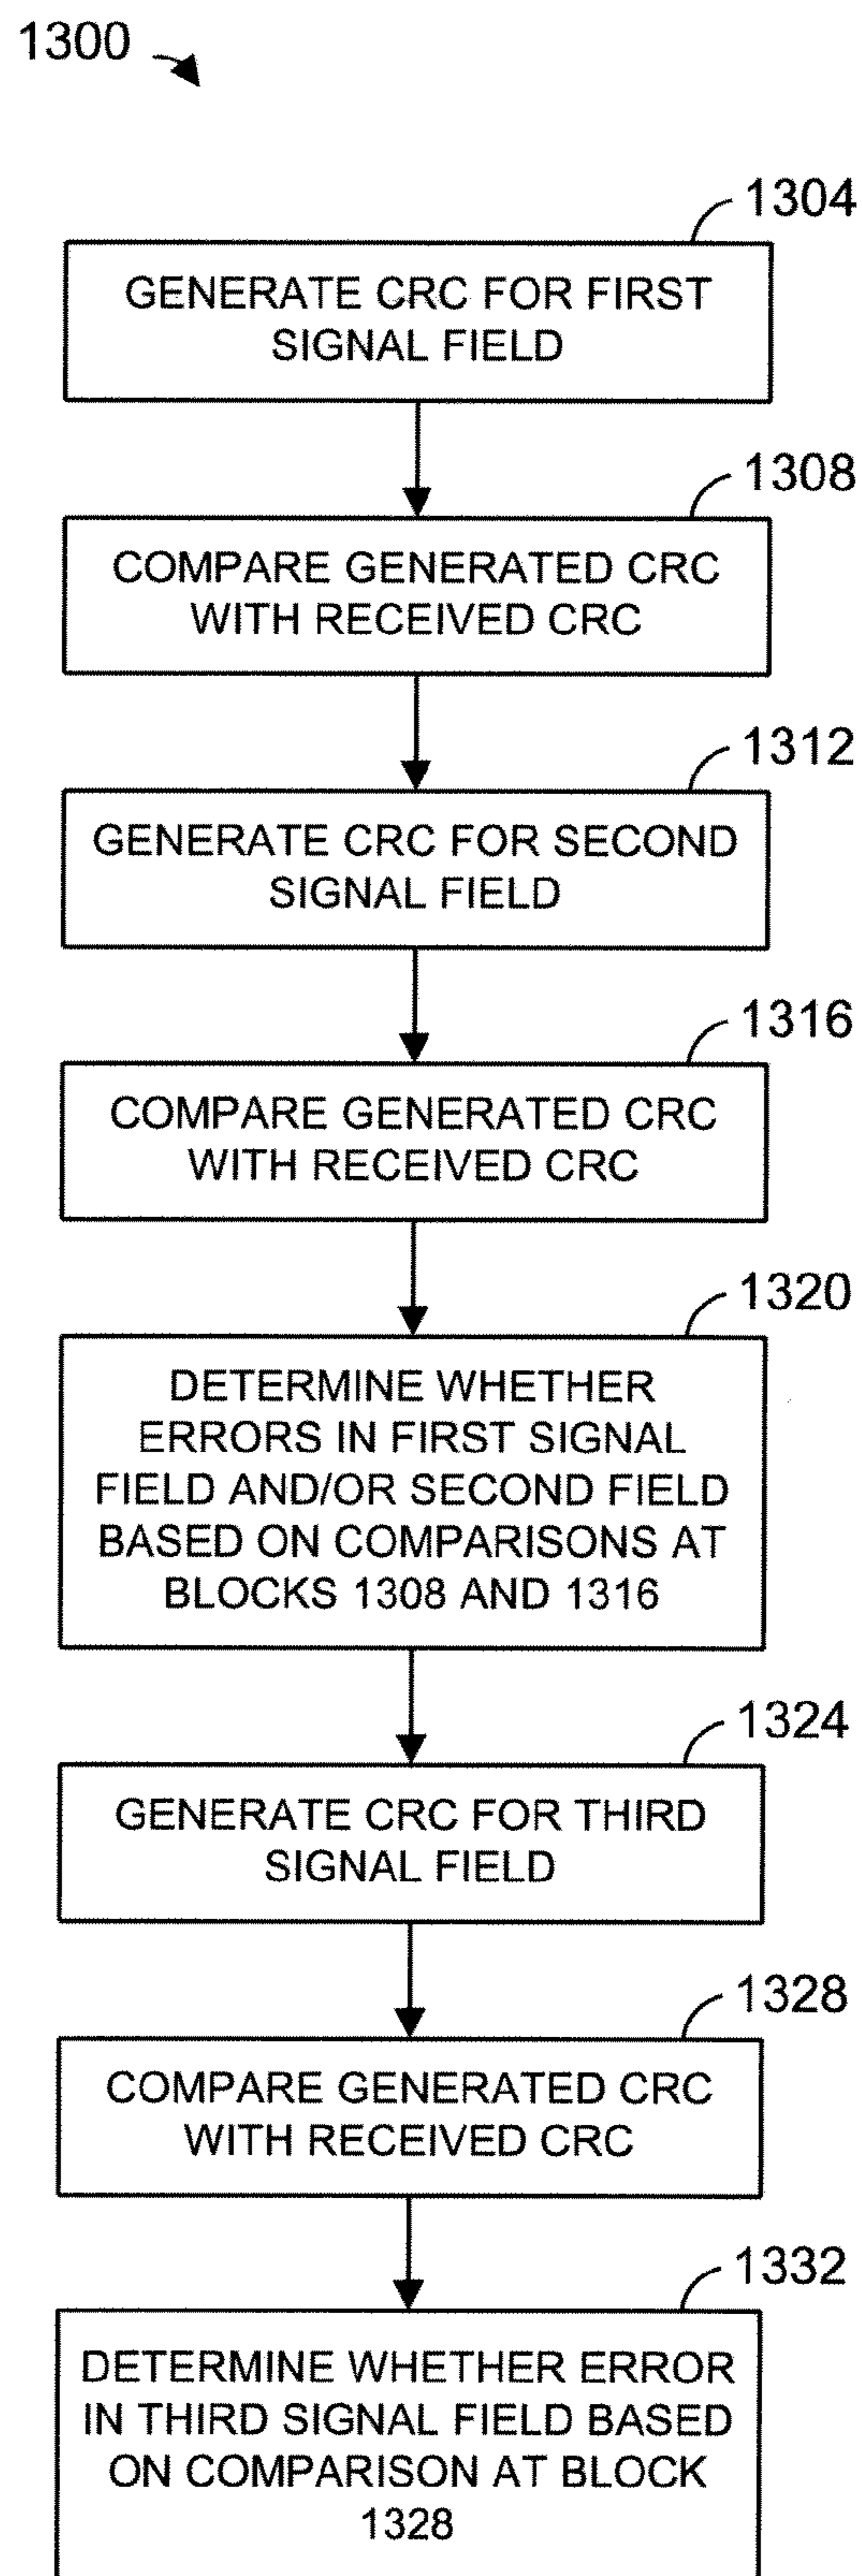 1300
1304
GENERATE CRC FOR FIRST
SIGNAL FIELD
1308
COMPARE GENERATED CRC
WITH RECEIVED CRC
1312
GENERATE CRC FOR SECOND
SIGNAL FIELD
1316
COMPARE GENERATED CRC
WITH RECEIVED CRC
1320
DETERMINE WHETHER
ERRORS IN FIRST SIGNAL
FIELD AND/OR SECOND FIELD
BASED ON COMPARISONS AT
BLOCKS 1308 AND 1316
1324
GENERATE CRC FOR THIRD
SIGNAL FIELD
1328
COMPARE GENERATED CRC
WITH RECEIVED CRC
1332
DETERMINE WHETHER ERROR
IN THIRD SIGNAL FIELD BASED
ON COMPARISON AT BLOCK
1328